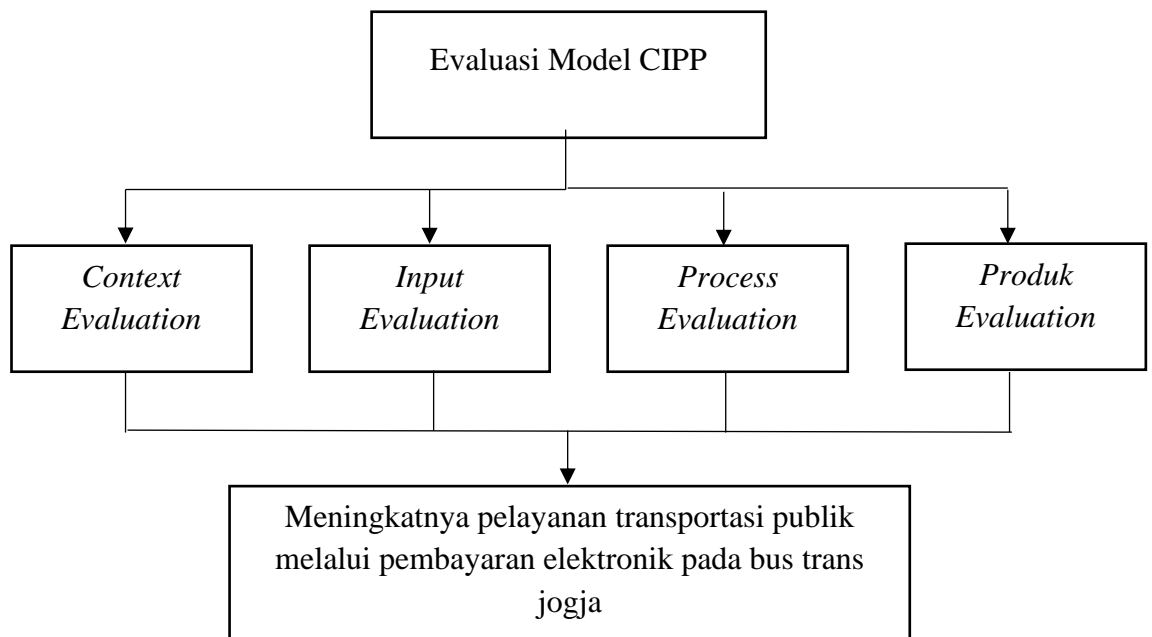 Evaluasi Model CIPP
Context
Evaluation
Input
Evaluation
Process
Evaluation
Produk
Evaluation
Meningkatnya pelayanan transportasi publik
melalui pembayaran elektronik pada bus trans
jogja